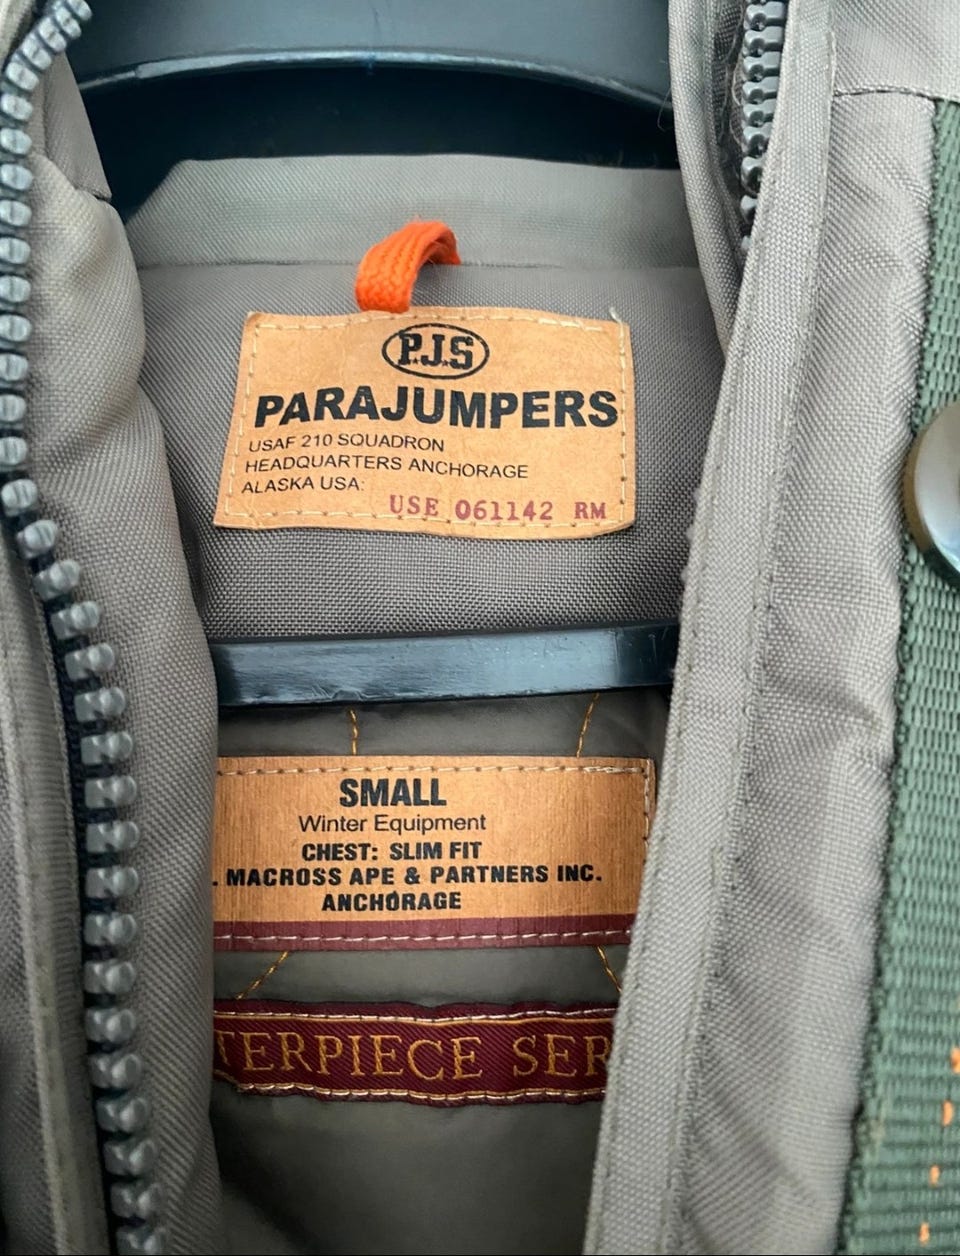 P.J.S
PARAJUMPERS
USAF 210 SQUADRON
HEADQUARTERS ANCHORAGE
ALASKA USA:
USE 061142 RM
SMALL
Winter Equipment
CHEST: SLIM FIT
. MACROSS APE & PARTNERS INC.
ANCHORAGE
TERPIECE SER